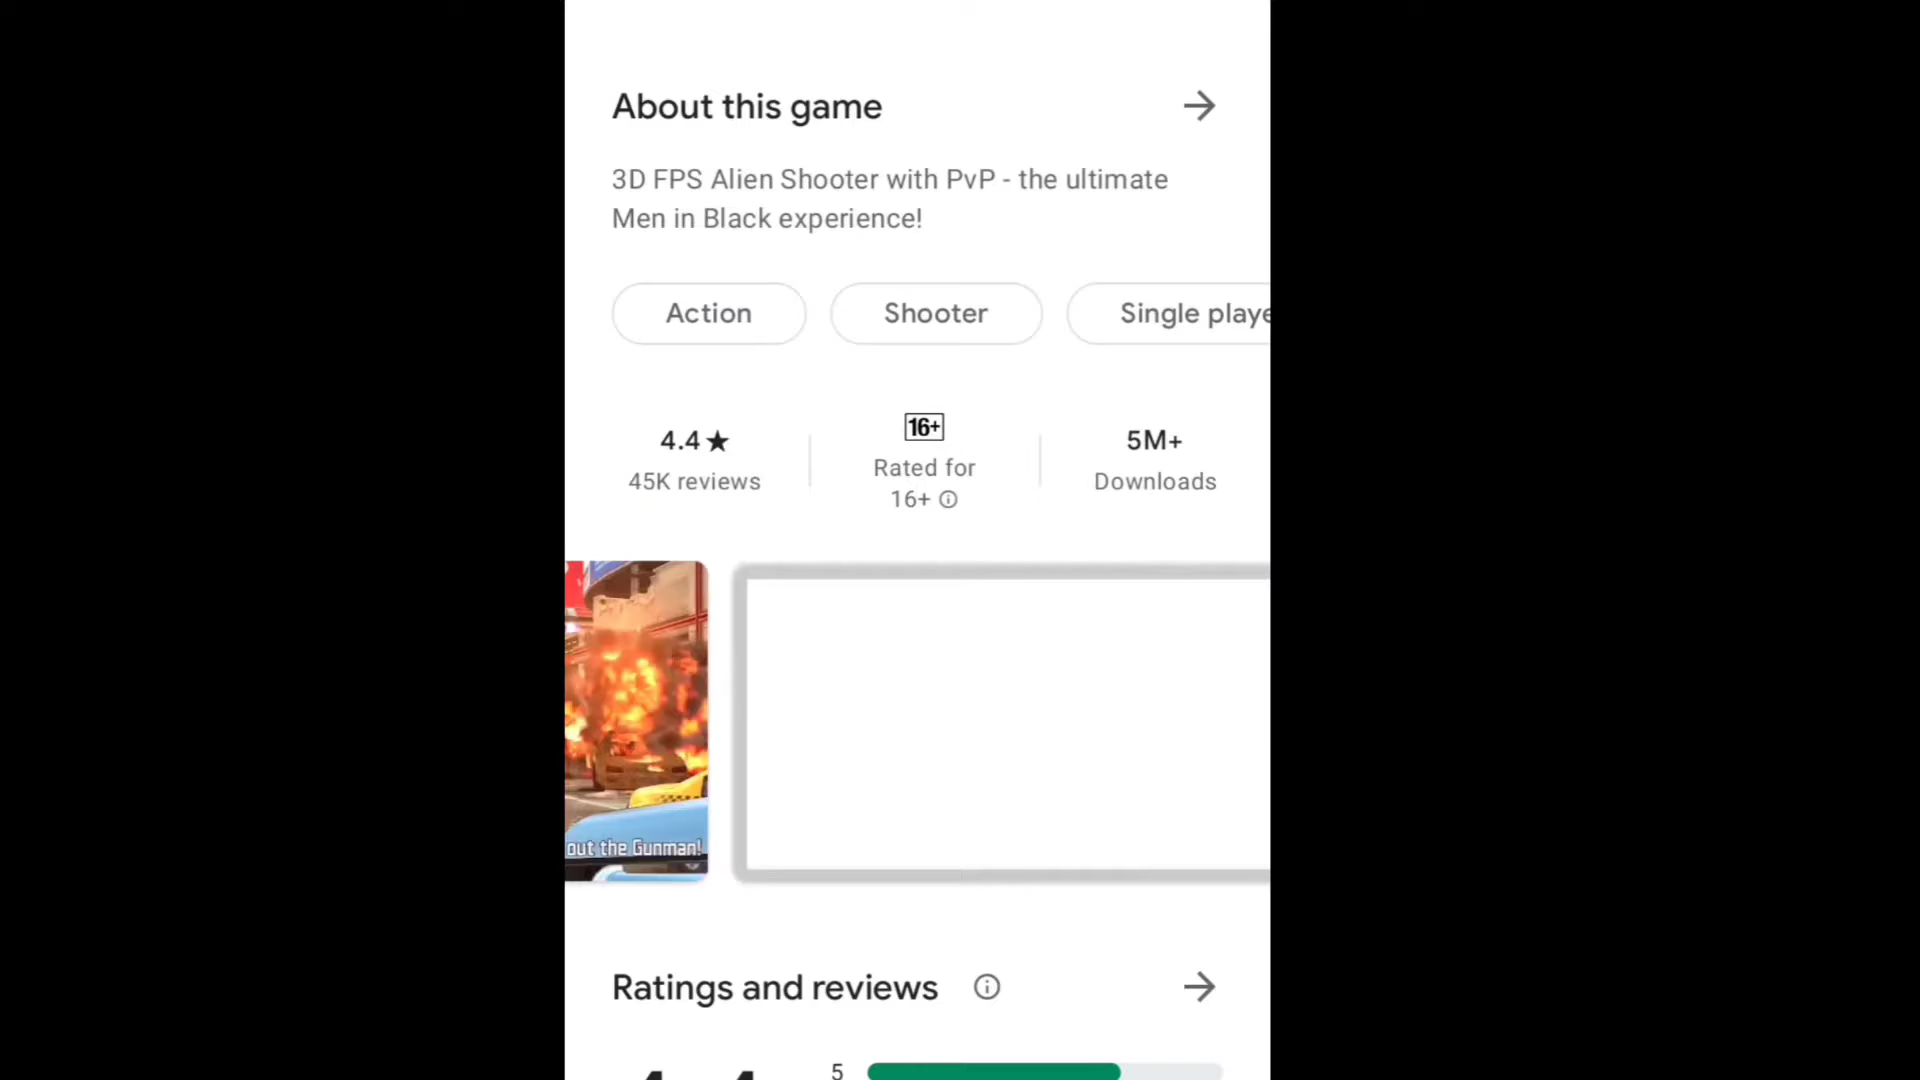 About this game
3D FPS Alien Shooter with PvP - the ultimate
Men in Black experience!
Action
Shooter
Single playe
4.4★
45K reviews
16+
Rated for
16+
5M+
Downloads
out the Gunman!
Ratings and reviews
5